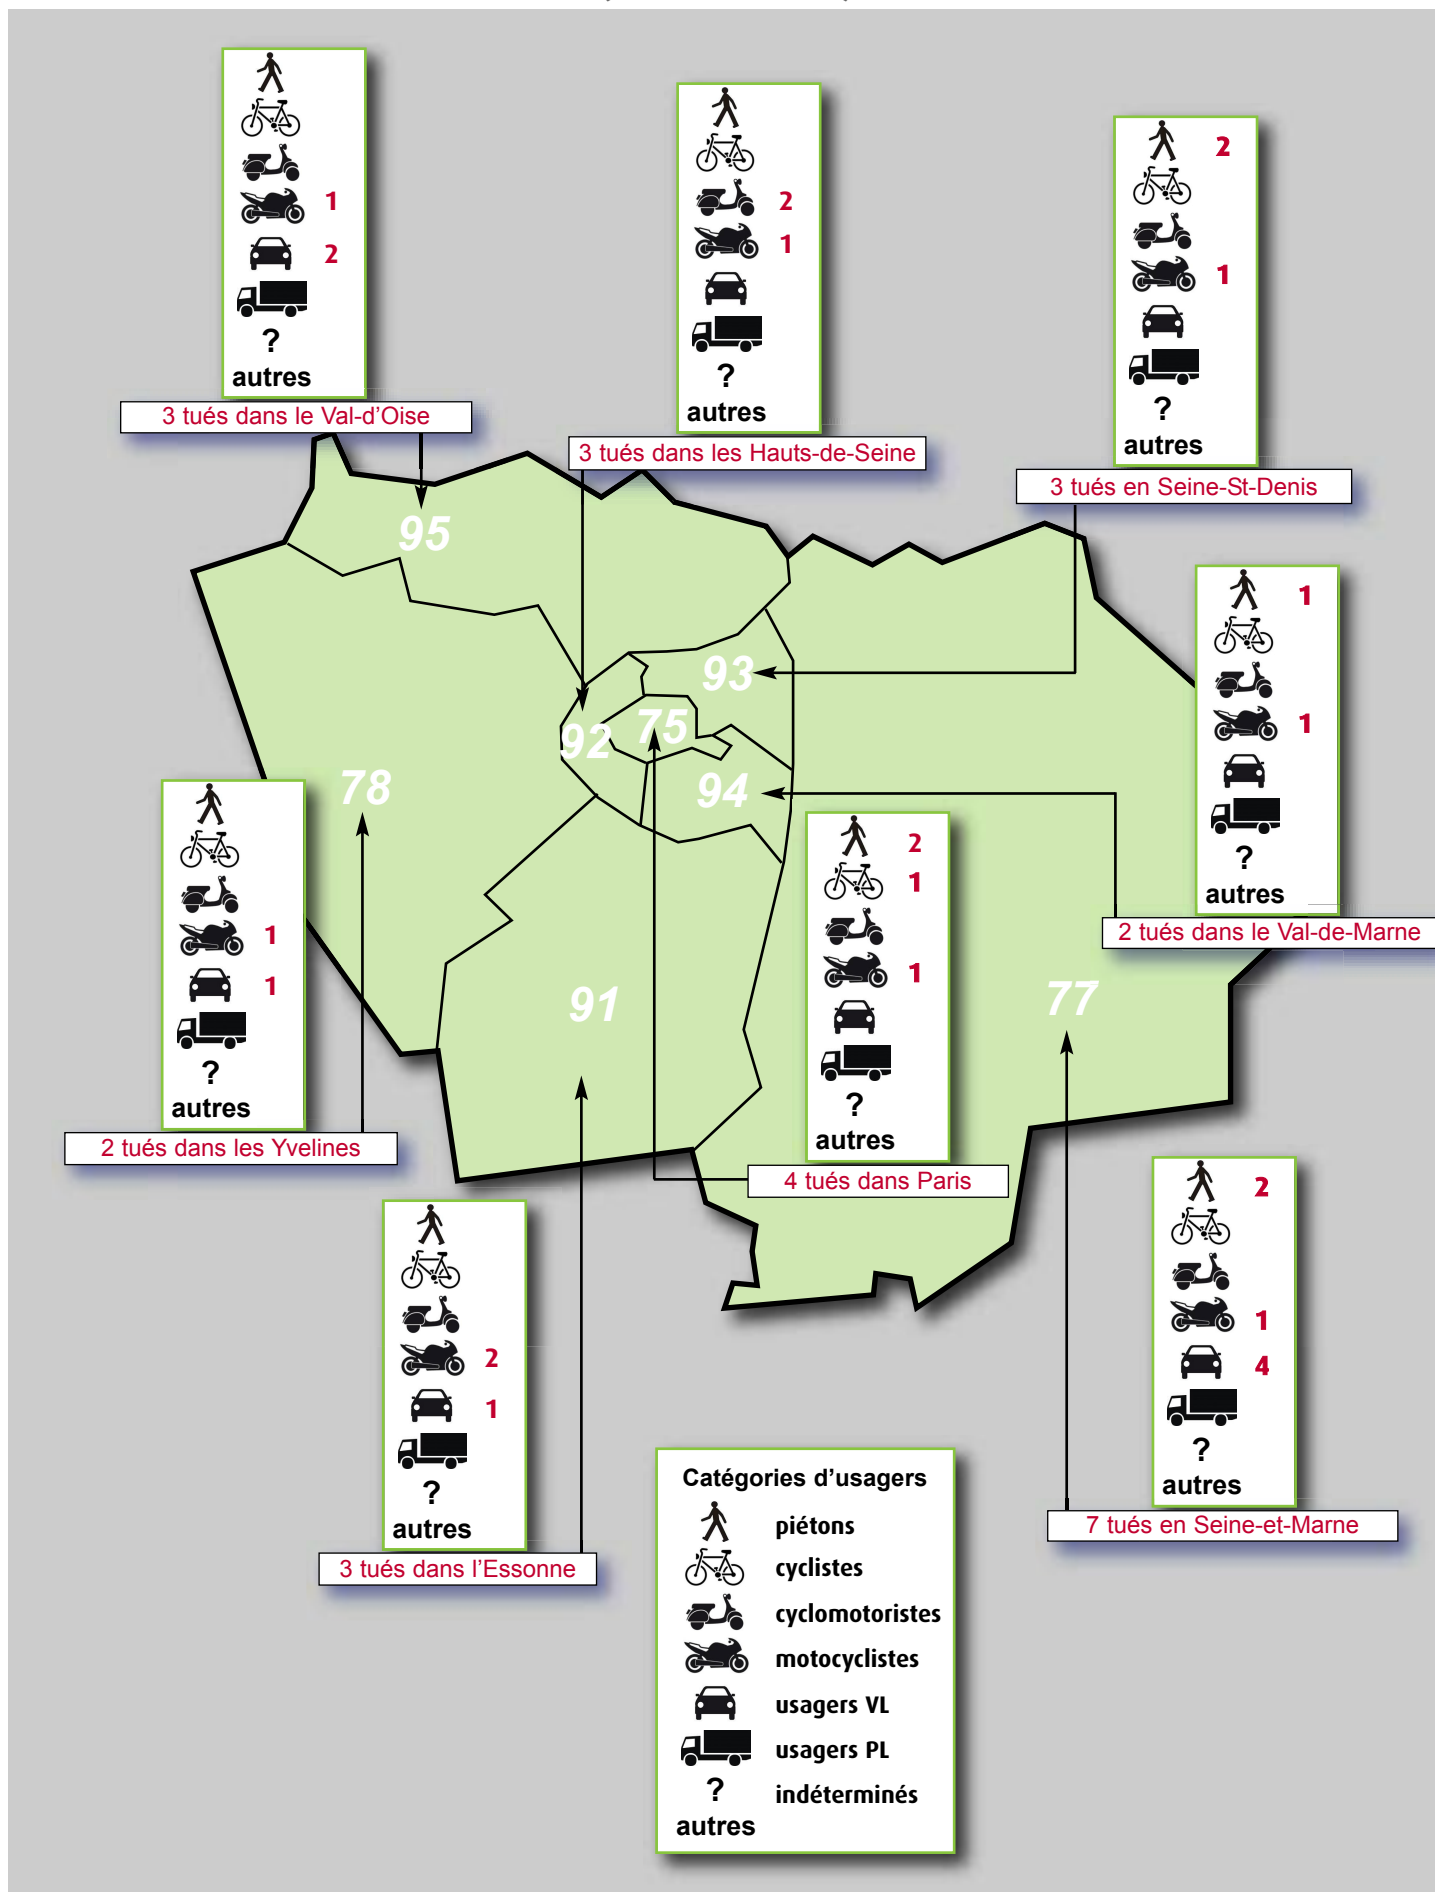 1
2
?
autres
3 tués dans le Val-d'Oise
2
1
?
autres
3 tués dans les Hauts-de-Seine
2
1
?
autres
3 tués en Seine-St-Denis
95
93
92
75
78
94
91
77
1
1
?
autres
2 tués dans le Val-de-Marne
1
1
?
autres
2 tués dans les Yvelines
2
1
1
?
autres
4 tués dans Paris
2
1
?
autres
3 tués dans l'Essonne
2
1
4
?
autres
7 tués en Seine-et-Marne
Catégories d'usagers
piétons
cyclistes
cyclomotoristes
motocyclistes
usagers VL
usagers PL
? indéterminés
autres